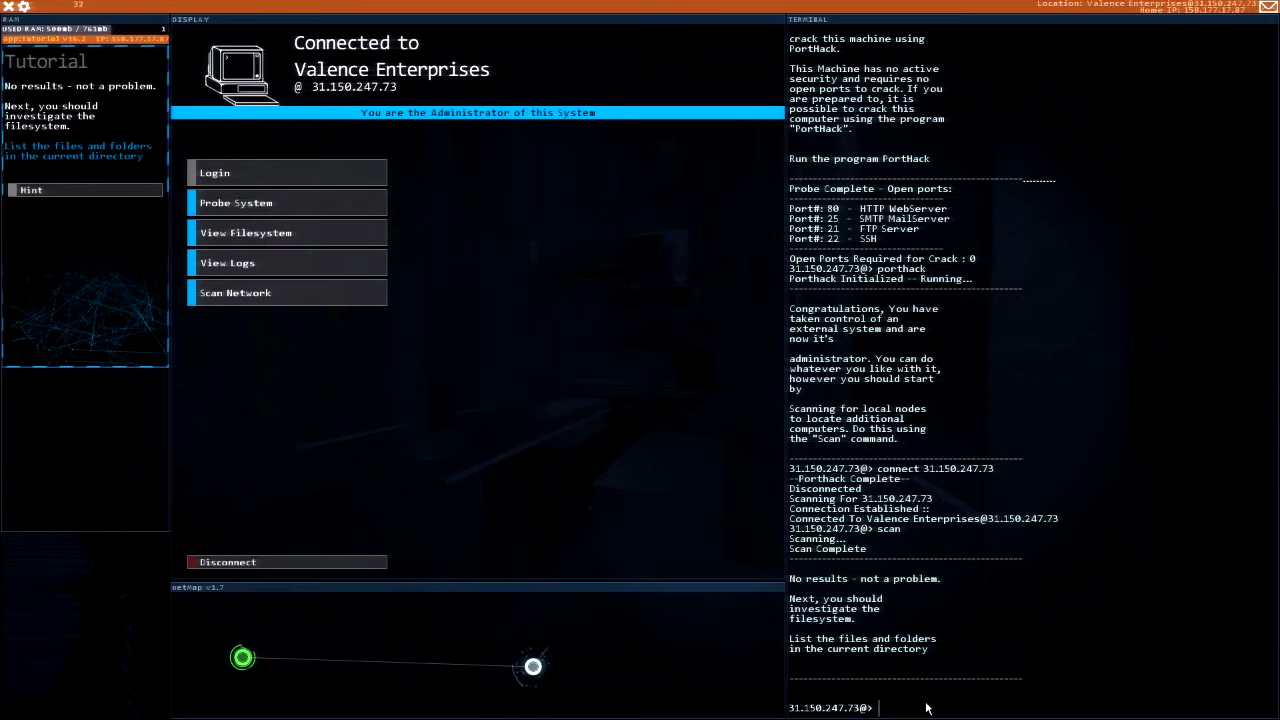 32
Location: Valence Enterprises@31.150.247.73
Home IP: 158.177.17.87
RAM
USED RAM: 500mb / 761mb
1
app:Tutorial v16.2 IP: 158.177.17.87
Tutorial
No results - not a problem.
Next, you should
investigate the
filesystem.
List the files and folders
in the current directory
Hint
DISPLAY
Connected to
Valence Enterprises
@ 31.150.247.73
You are the Administrator of this System
Login
Probe System
View Filesystem
View Logs
Scan Network
Disconnect
netMap v1.7
TERMINAL
crack this machine using
PortHack.
This Machine has no active
security and requires no
open ports to crack. If you
are prepared to, it is
possible to crack this
computer using the program
"PortHack".
Run the program PortHack
Probe Complete - Open ports:
Port#: 80 - HTTP WebServer
Port#: 25 - SMTP MailServer
Port#: 21 - FTP Server
Port#: 22 - SSH
Open Ports Required for Crack : 0
31.150.247.73@> porthack
Porthack Initialized -- Running...
Congratulations, You have
taken control of an
external system and are
now it's
administrator. You can do
whatever you like with it,
however you should start
by
Scanning for local nodes
to locate additional
computers. Do this using
the "Scan" command.
31.150.247.73@> connect 31.150.247.73
--Porthack Complete--
Disconnected
Scanning For 31.150.247.73
Connection Established ::
Connected To Valence Enterprises@31.150.247.73
31.150.247.73@> scan
Scanning...
Scan Complete
No results - not a problem.
Next, you should
investigate the
filesystem.
List the files and folders
in the current directory
31.150.247.73@>